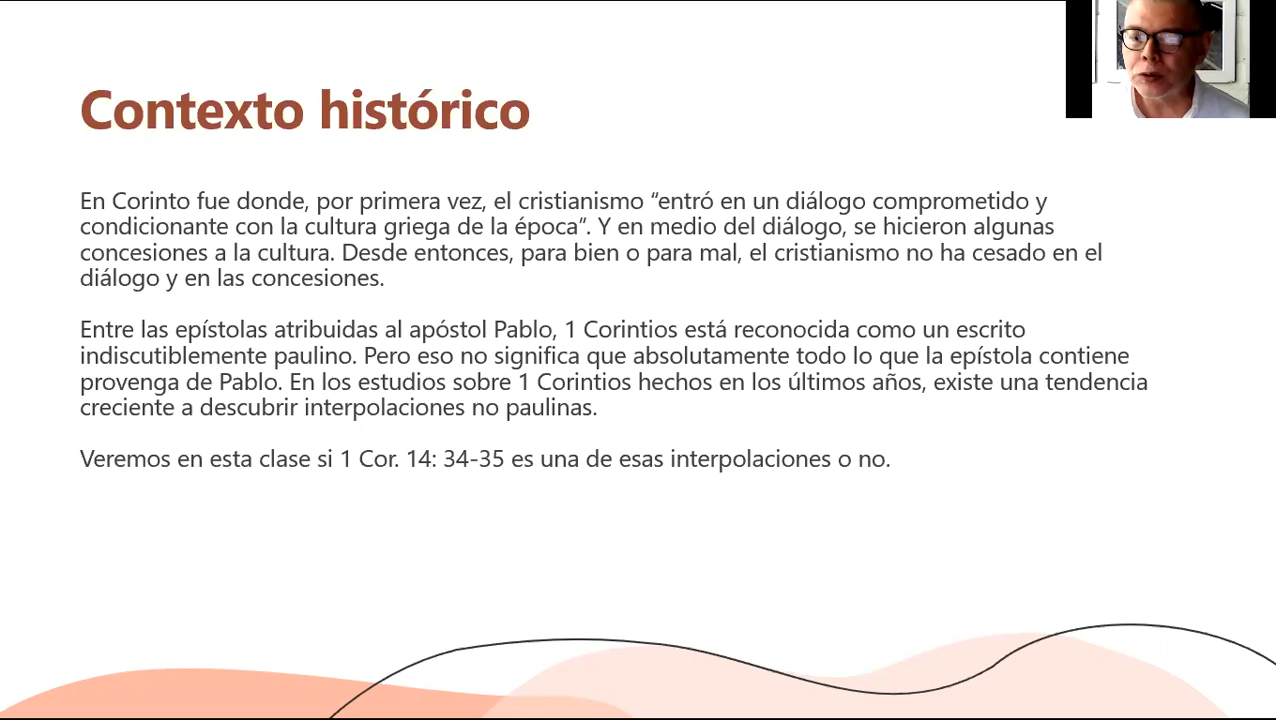 Contexto histórico
En Corinto fue donde, por primera vez, el cristianismo “entró en un diálogo comprometido y
condicionante con la cultura griega de la época”. Y en medio del diálogo, se hicieron algunas
concesiones a la cultura. Desde entonces, para bien o para mal, el cristianismo no ha cesado en el
diálogo y en las concesiones.
Entre las epístolas atribuidas al apóstol Pablo, 1 Corintios está reconocida como un escrito
indiscutiblemente paulino. Pero eso no significa que absolutamente todo lo que la epístola contiene
provenga de Pablo. En los estudios sobre 1 Corintios hechos en los últimos años, existe una tendencia
creciente a descubrir interpolaciones no paulinas.
Veremos en esta clase si 1 Cor. 14: 34-35 es una de esas interpolaciones o no.